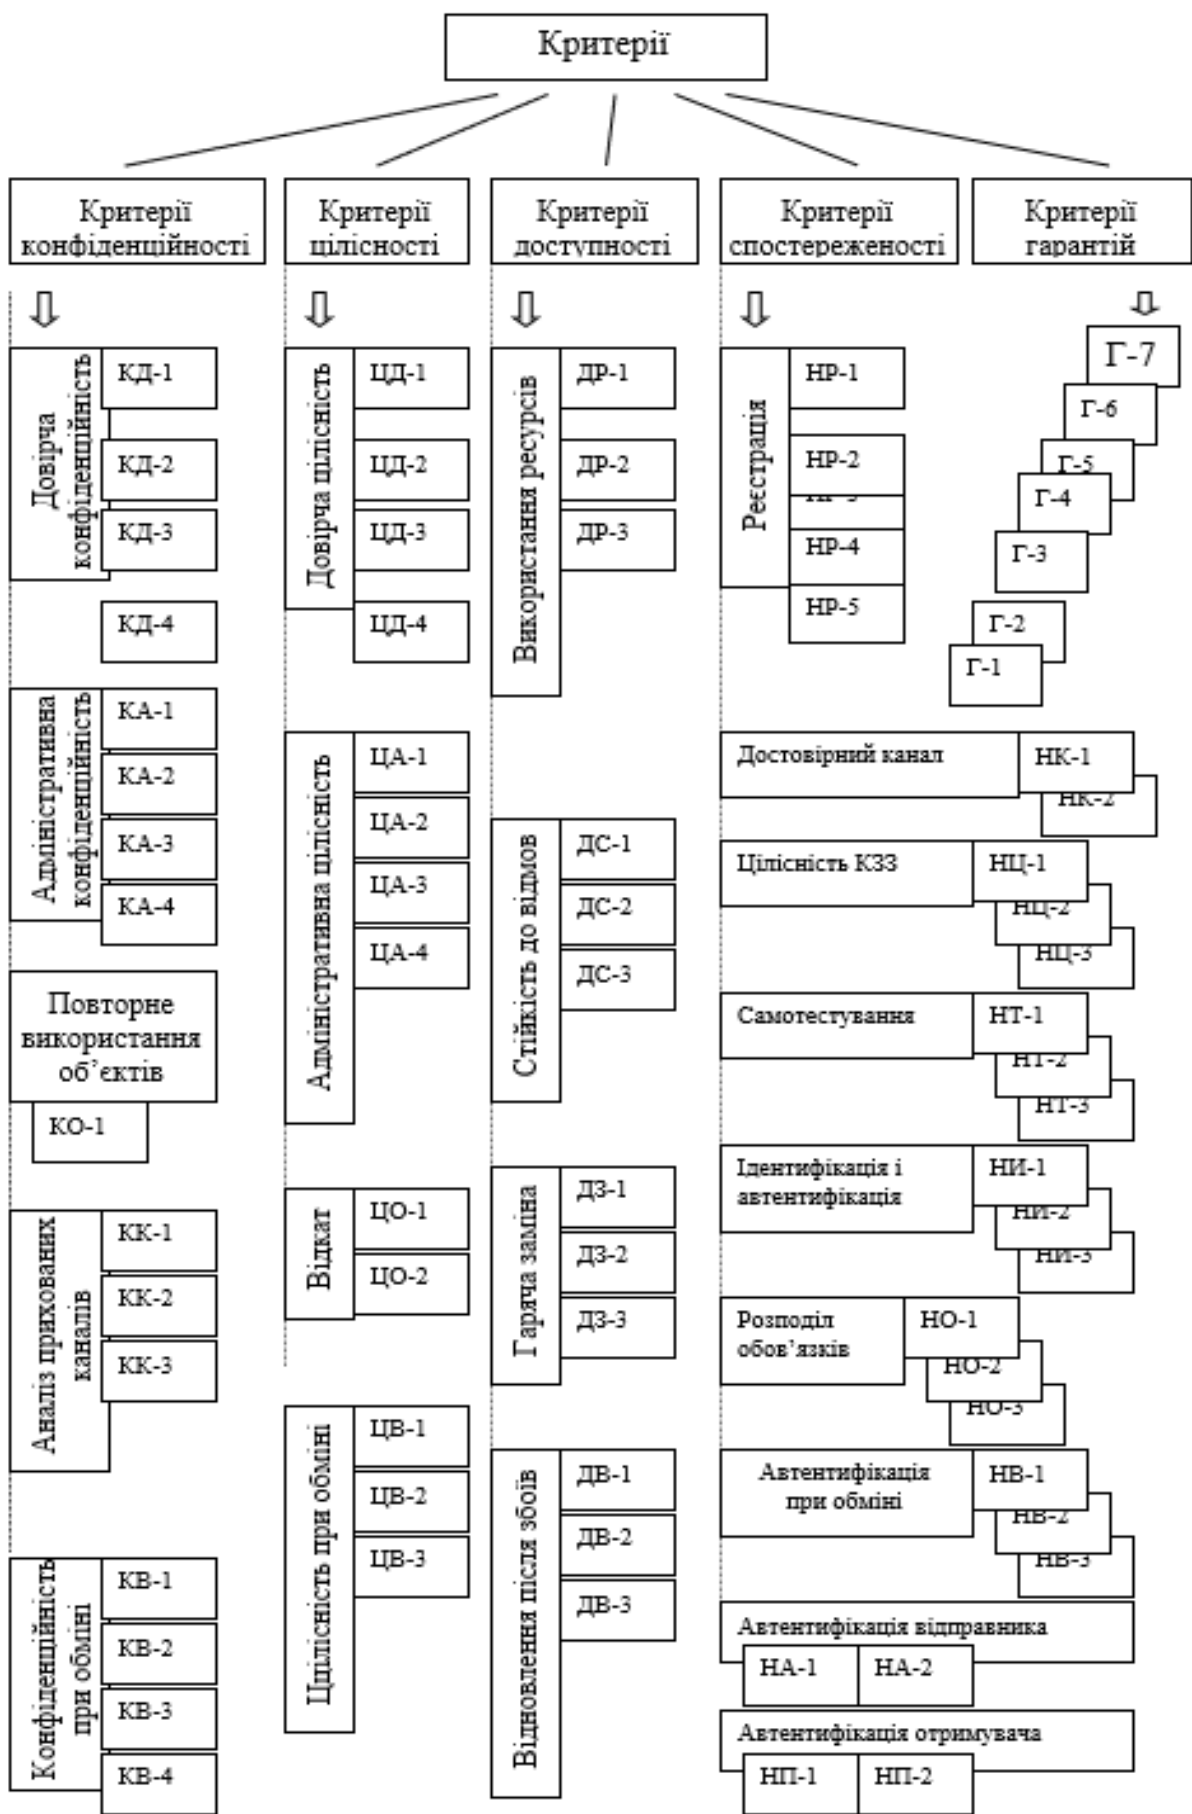 Критерії
Критерії
конфіденційності
Критерії
цілісності
Критерії
доступності
Критерії
спостереженості
Критерії
гарантій
Довірча
конфіденційність
КД-1
КД-2
КД-3
КД-4
Адміністративна
конфіденційність
КА-1
КА-2
КА-3
КА-4
Повторне
використання
об’єктів
КО-1
Аналіз прихованих
каналів
КК-1
КК-2
КК-3
Конфіденційність
при обміні
КВ-1
КВ-2
КВ-3
КВ-4
Довірча цілісність
ЦД-1
ЦД-2
ЦД-3
ЦД-4
Адміністративна цілісність
ЦА-1
ЦА-2
ЦА-3
ЦА-4
Відкат
ЦО-1
ЦО-2
Цілісність при обміні
ЦВ-1
ЦВ-2
ЦВ-3
Використання ресурсів
ДР-1
ДР-2
ДР-3
Стійкість до відмов
ДС-1
ДС-2
ДС-3
Гаряча заміна
ДЗ-1
ДЗ-2
ДЗ-3
Відновлення після збоїв
ДВ-1
ДВ-2
ДВ-3
Реєстрація
НР-1
НР-2
НР-3
НР-4
НР-5
Г-7
Г-6
Г-5
Г-4
Г-3
Г-2
Г-1
Достовірний канал
НК-1
НК-2
Цілісність КЗЗ
НЦ-1
НЦ-2
НЦ-3
Самотестування
НТ-1
НТ-2
НТ-3
Ідентифікація і
автентифікація
НИ-1
НИ-2
НИ-3
Розподіл
обов’язків
НО-1
НО-2
НО-3
Автентифікація
при обміні
НВ-1
НВ-2
НВ-3
Автентифікація відправника
НА-1
НА-2
Автентифікація отримувача
НП-1
НП-2